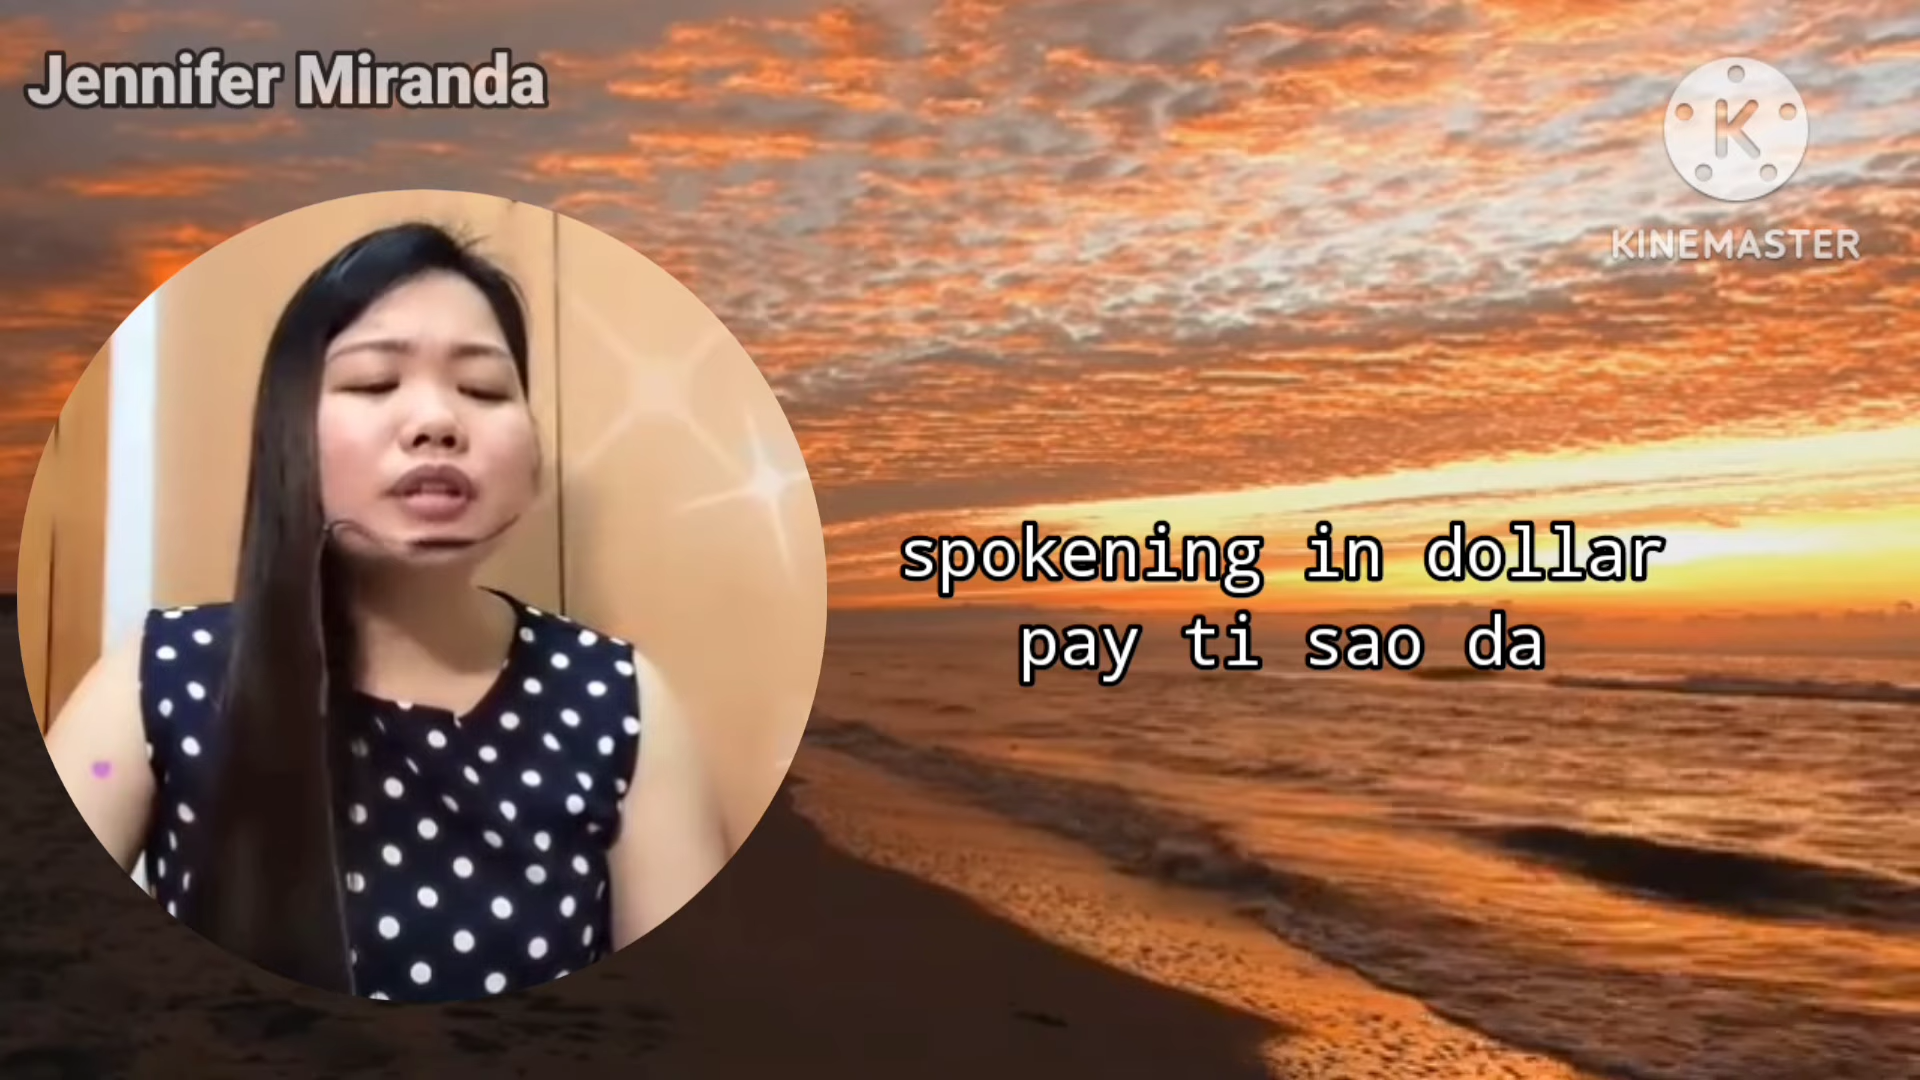 Jennifer Miranda
K
KINEMASTER
spokening in dollar
pay ti sao da